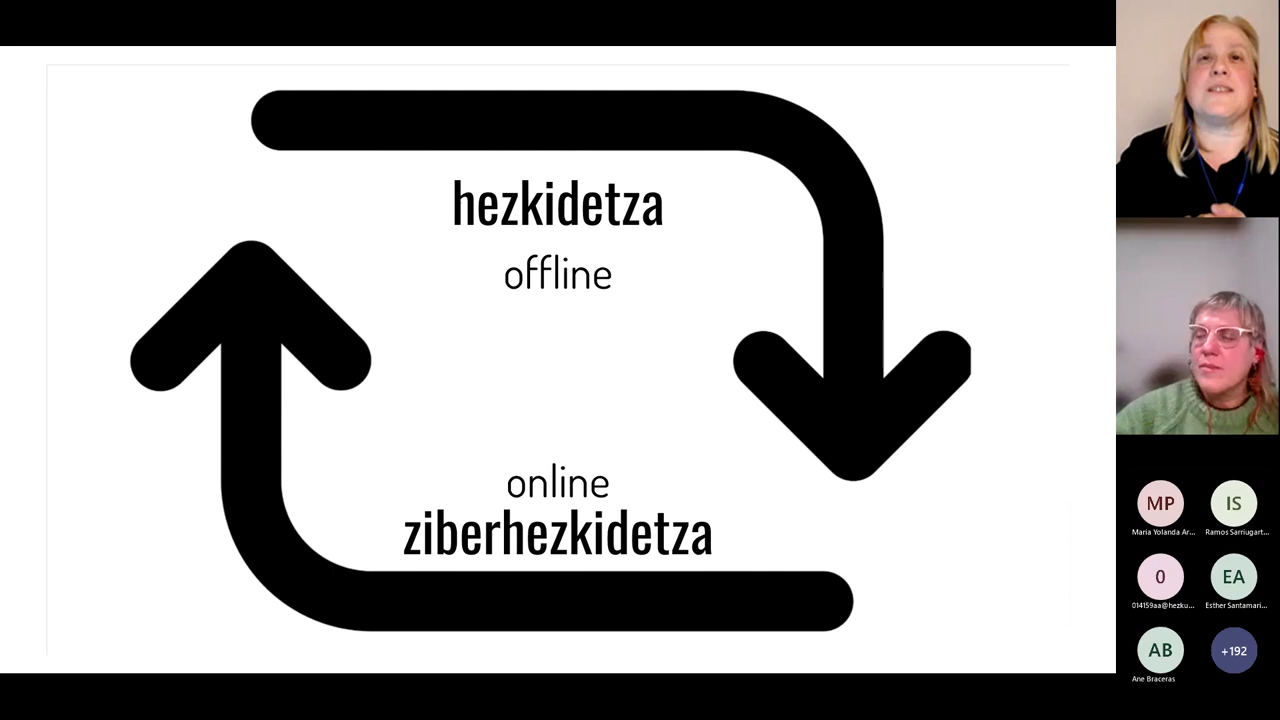 hezkidetza
offline
online
ziberhezkidetza
MP
IS
Maria Yolanda Ar...
Ramos Sarriugart...
0
EA
014159aa@hezku...
Esther Santamari...
AB
+192
Ane Braceras